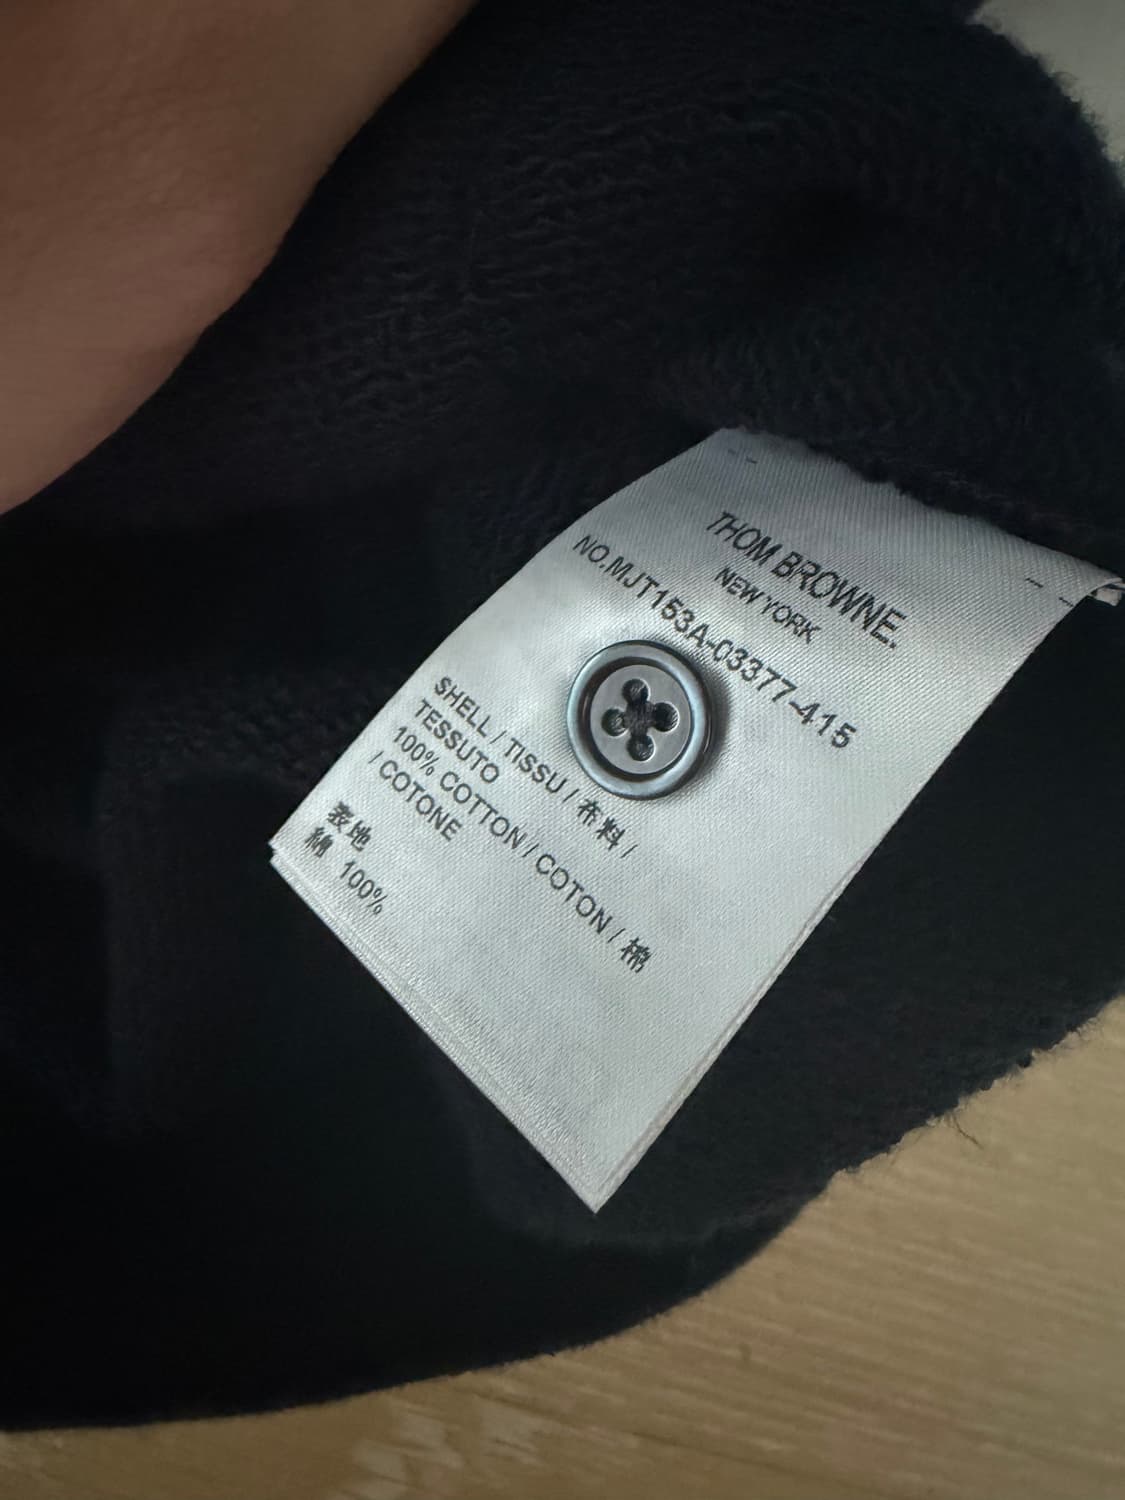 THOM BROWNE.
NEW YORK
NO.MJT153A-03377-415
SHELL / TISSU / 布料 /
TESSUTO
100% COTTON / COTON / 棉
/ COTONE
表地
綿 100%